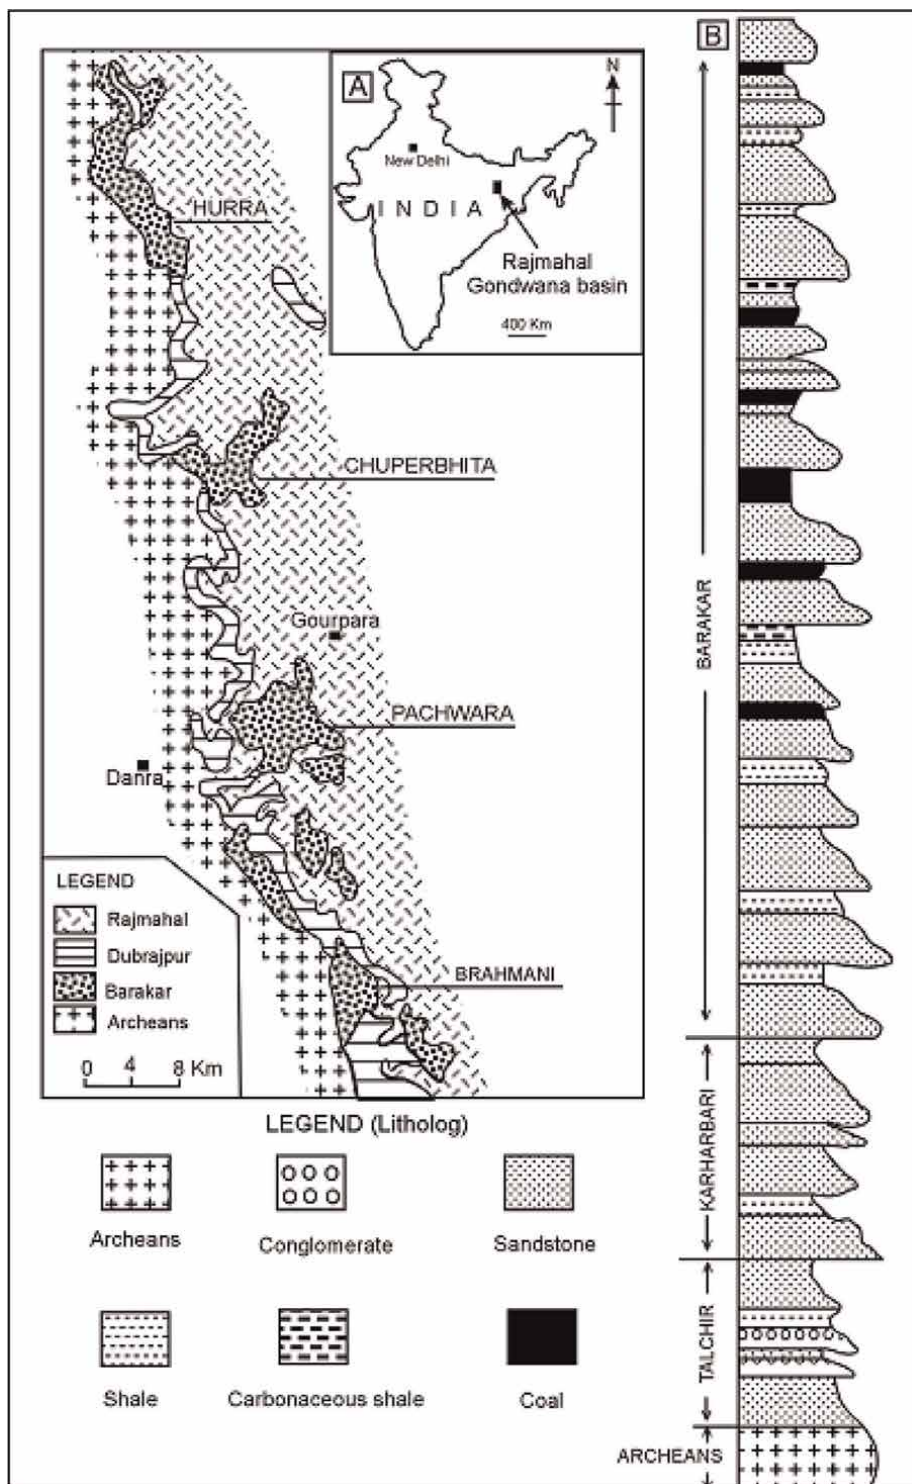 B
A
N
New Delhi
INDIA
Rajmahal
Gondwana basin
400 Km
HURRA
CHUPERBHITA
Gourpara
PACHWARA
Danra
BRAHMANI
LEGEND
Rajmahal
Dubrajpur
Barakar
Archeans
0 4 8 Km
LEGEND (Litholog)
Archeans
Conglomerate
Sandstone
Shale
Carbonaceous shale
Coal
BARAKAR
KARHARBARI
TALCHIR
ARCHEANS